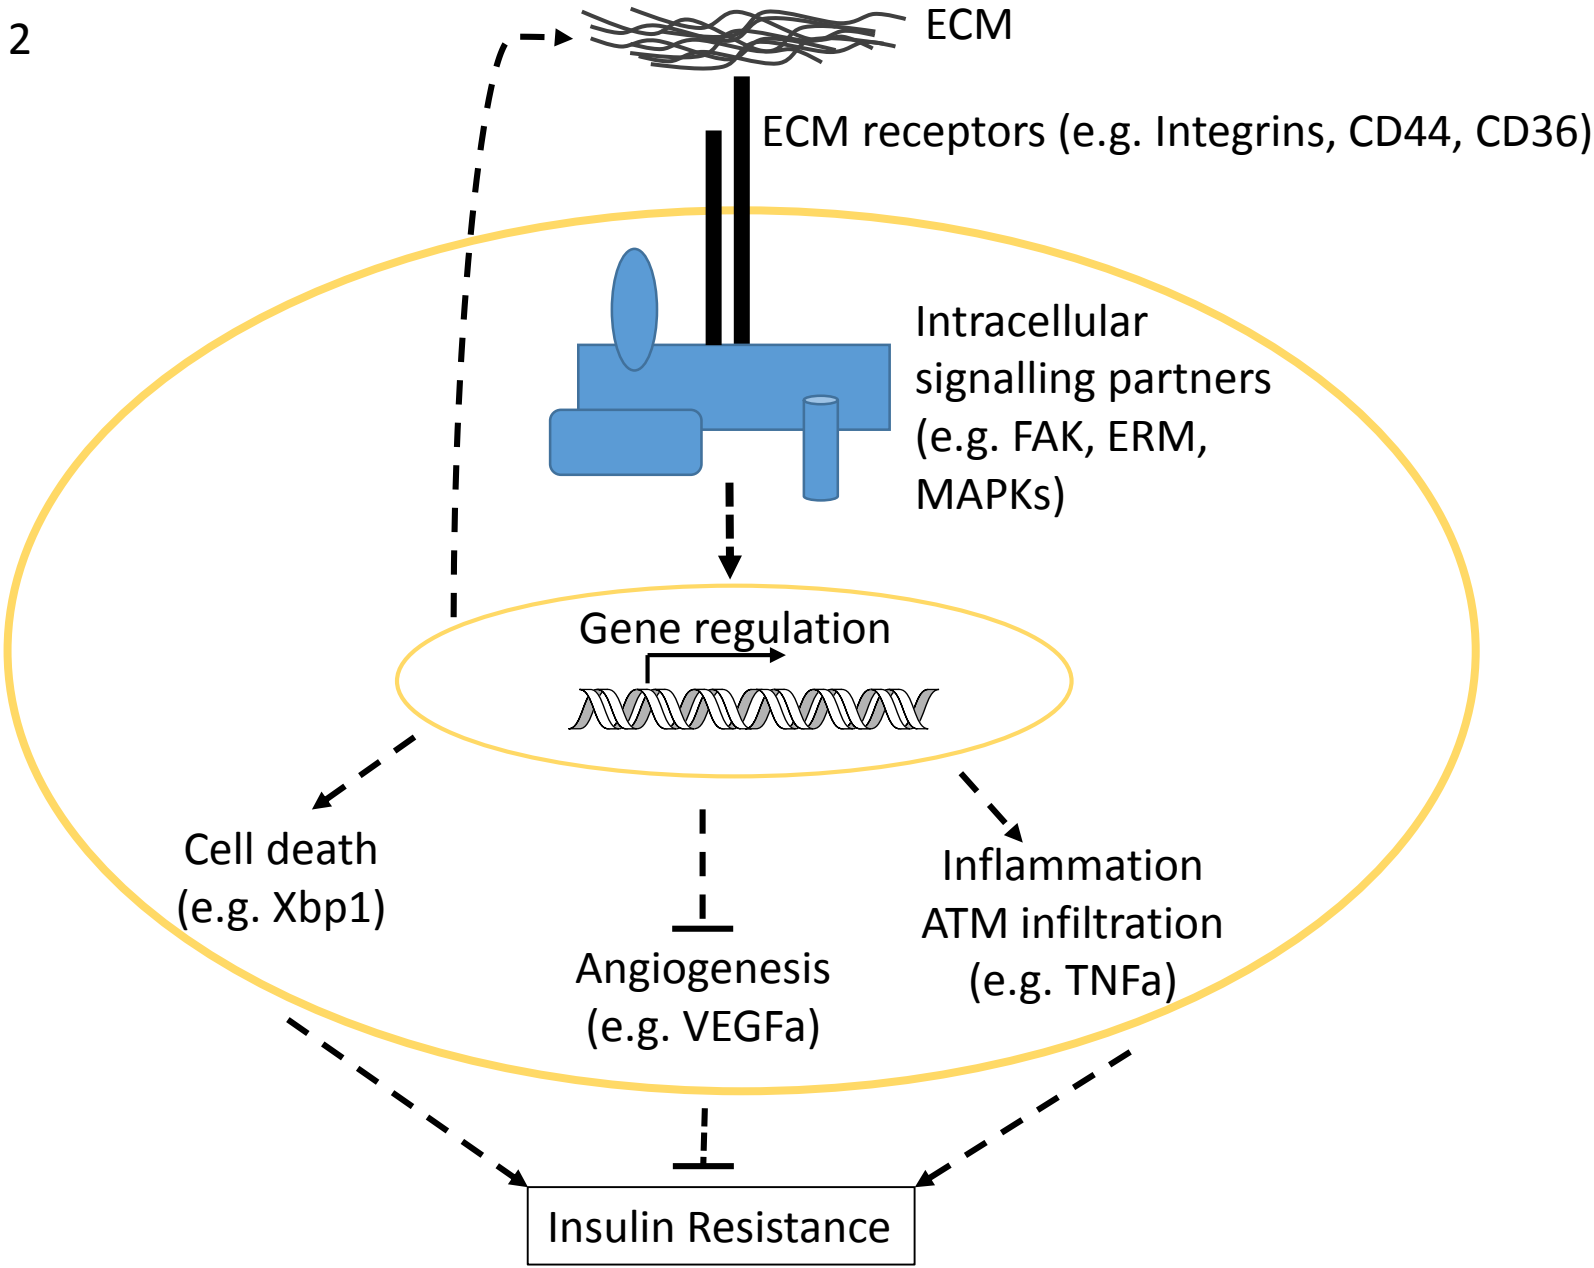 2
ECM
ECM receptors (e.g. Integrins, CD44, CD36)
Intracellular
signalling partners
(e.g. FAK, ERM,
MAPKs)
Gene regulation
Cell death
(e.g. Xbp1)
Angiogenesis
(e.g. VEGFa)
Inflammation
ATM infiltration
(e.g. TNFa)
Insulin Resistance